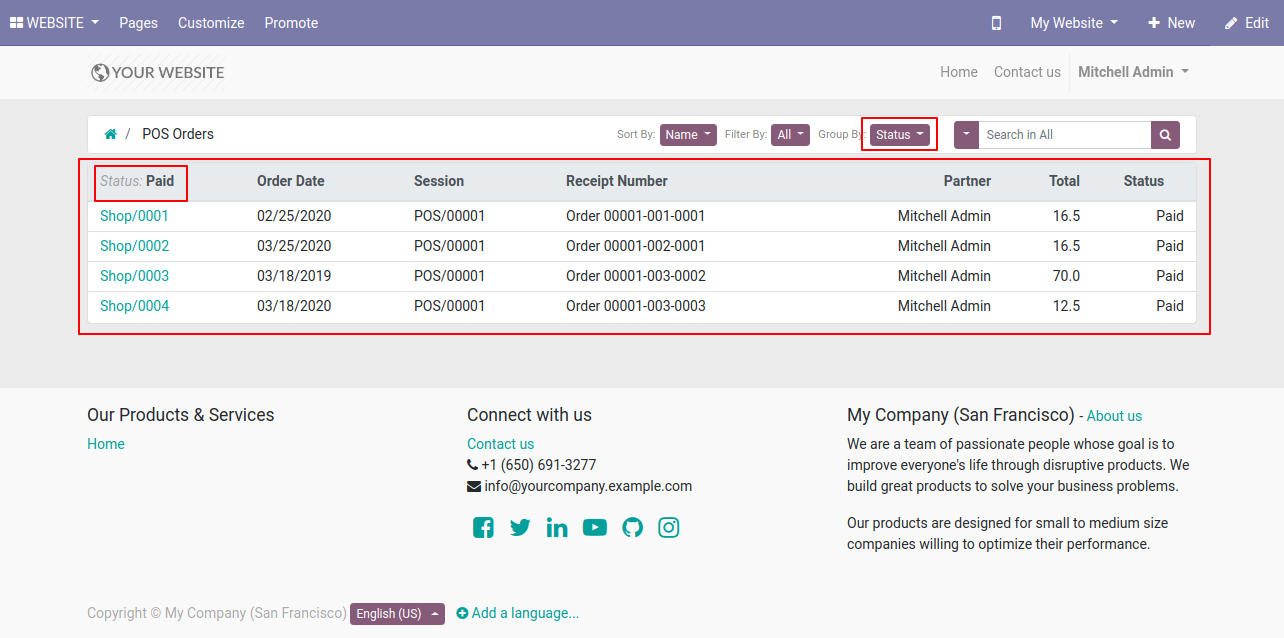 WEBSITE Pages Customize Promote My Website New Edit
YOUR WEBSITE Home Contact us Mitchell Admin
/ POS Orders Sort By: Name Filter By: All Group By: Status Search in All
Status: Paid Order Date Session Receipt Number Partner Total Status
Shop/0001 02/25/2020 POS/00001 Order 00001-001-0001 Mitchell Admin 16.5 Paid
Shop/0002 03/25/2020 POS/00001 Order 00001-002-0001 Mitchell Admin 16.5 Paid
Shop/0003 03/18/2019 POS/00001 Order 00001-003-0002 Mitchell Admin 70.0 Paid
Shop/0004 03/18/2020 POS/00001 Order 00001-003-0003 Mitchell Admin 12.5 Paid
Our Products & Services
Home
Connect with us
Contact us
+1 (650) 691-3277
info@yourcompany.example.com
My Company (San Francisco) - About us
We are a team of passionate people whose goal is to
improve everyone's life through disruptive products. We
build great products to solve your business problems.
Our products are designed for small to medium size
companies willing to optimize their performance.
Copyright © My Company (San Francisco) English (US) Add a language...